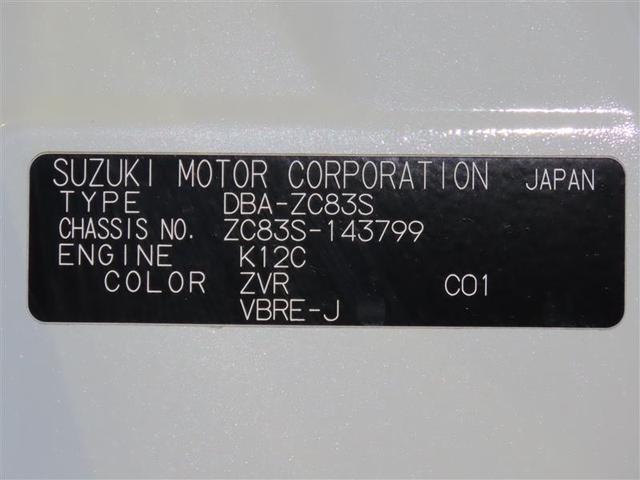 SUZUKI MOTOR CORPORATION JAPAN
TYPE DBA-ZC83S
CHASSIS NO. ZC83S-143799
ENGINE K12C
COLOR ZVR C01
VBRE-J